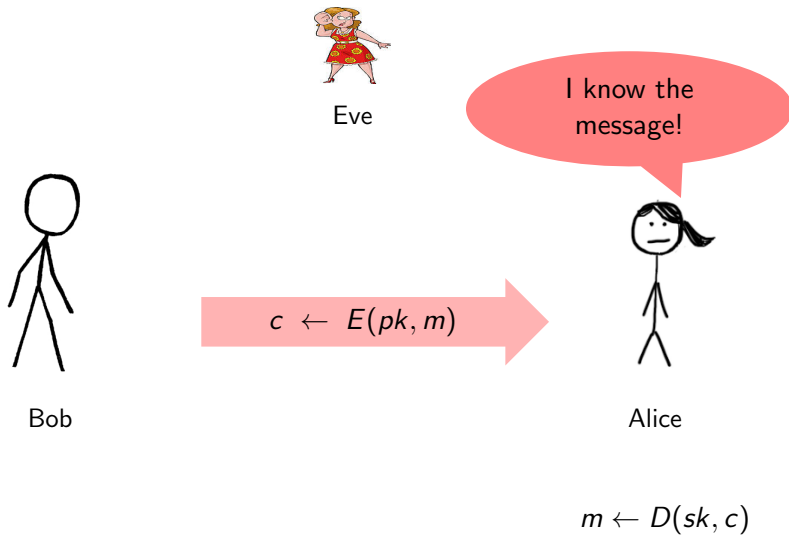 Eve
I know the
message!
c ← E(pk, m)
Bob
Alice
m ← D(sk, c)